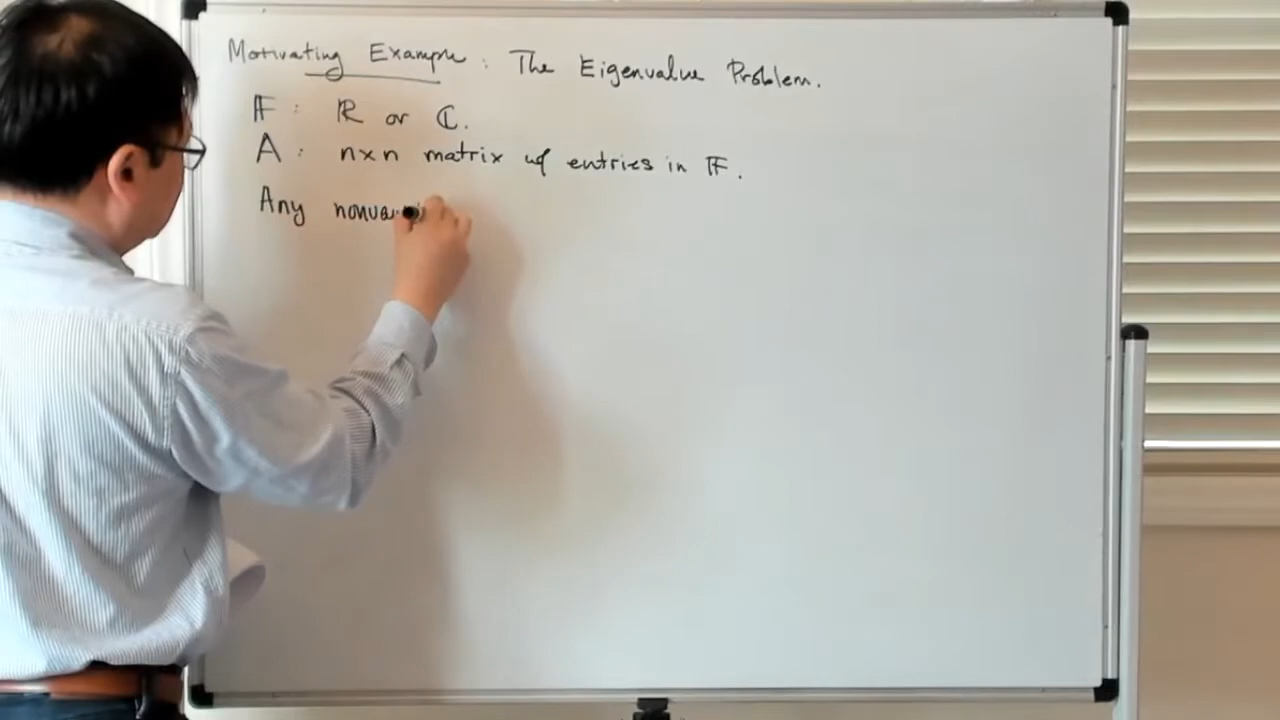 Motivating Example : The Eigenvalue Problem.
𝔽 : ℝ or ℂ.
A : n×n matrix w/ entries in 𝔽.
Any nonva